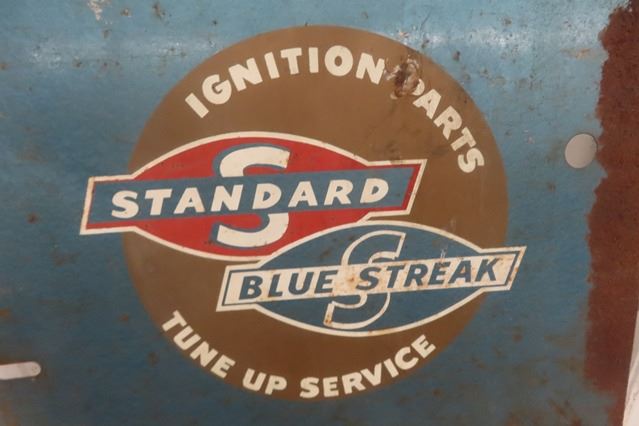 IGNITION PARTS
S
STANDARD
S
BLUE STREAK
TUNE UP SERVICE